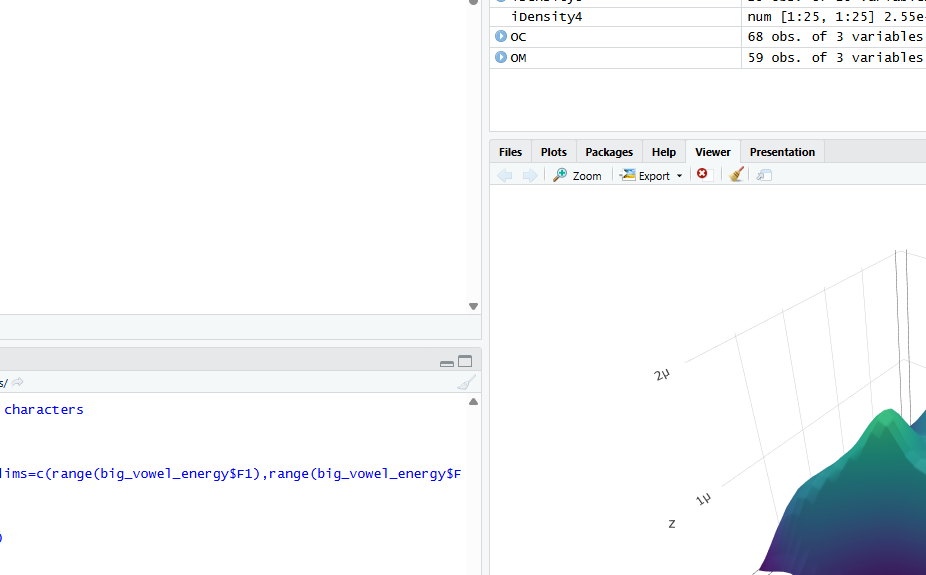 iDensity4 num [1:25, 1:25] 2.55e-
OC 68 obs. of 3 variables
OM 59 obs. of 3 variables
Files Plots Packages Help Viewer Presentation
Zoom Export
2μ
s/
characters
lims=c(range(big_vowel_energy$F1),range(big_vowel_energy$F
1μ
z
)